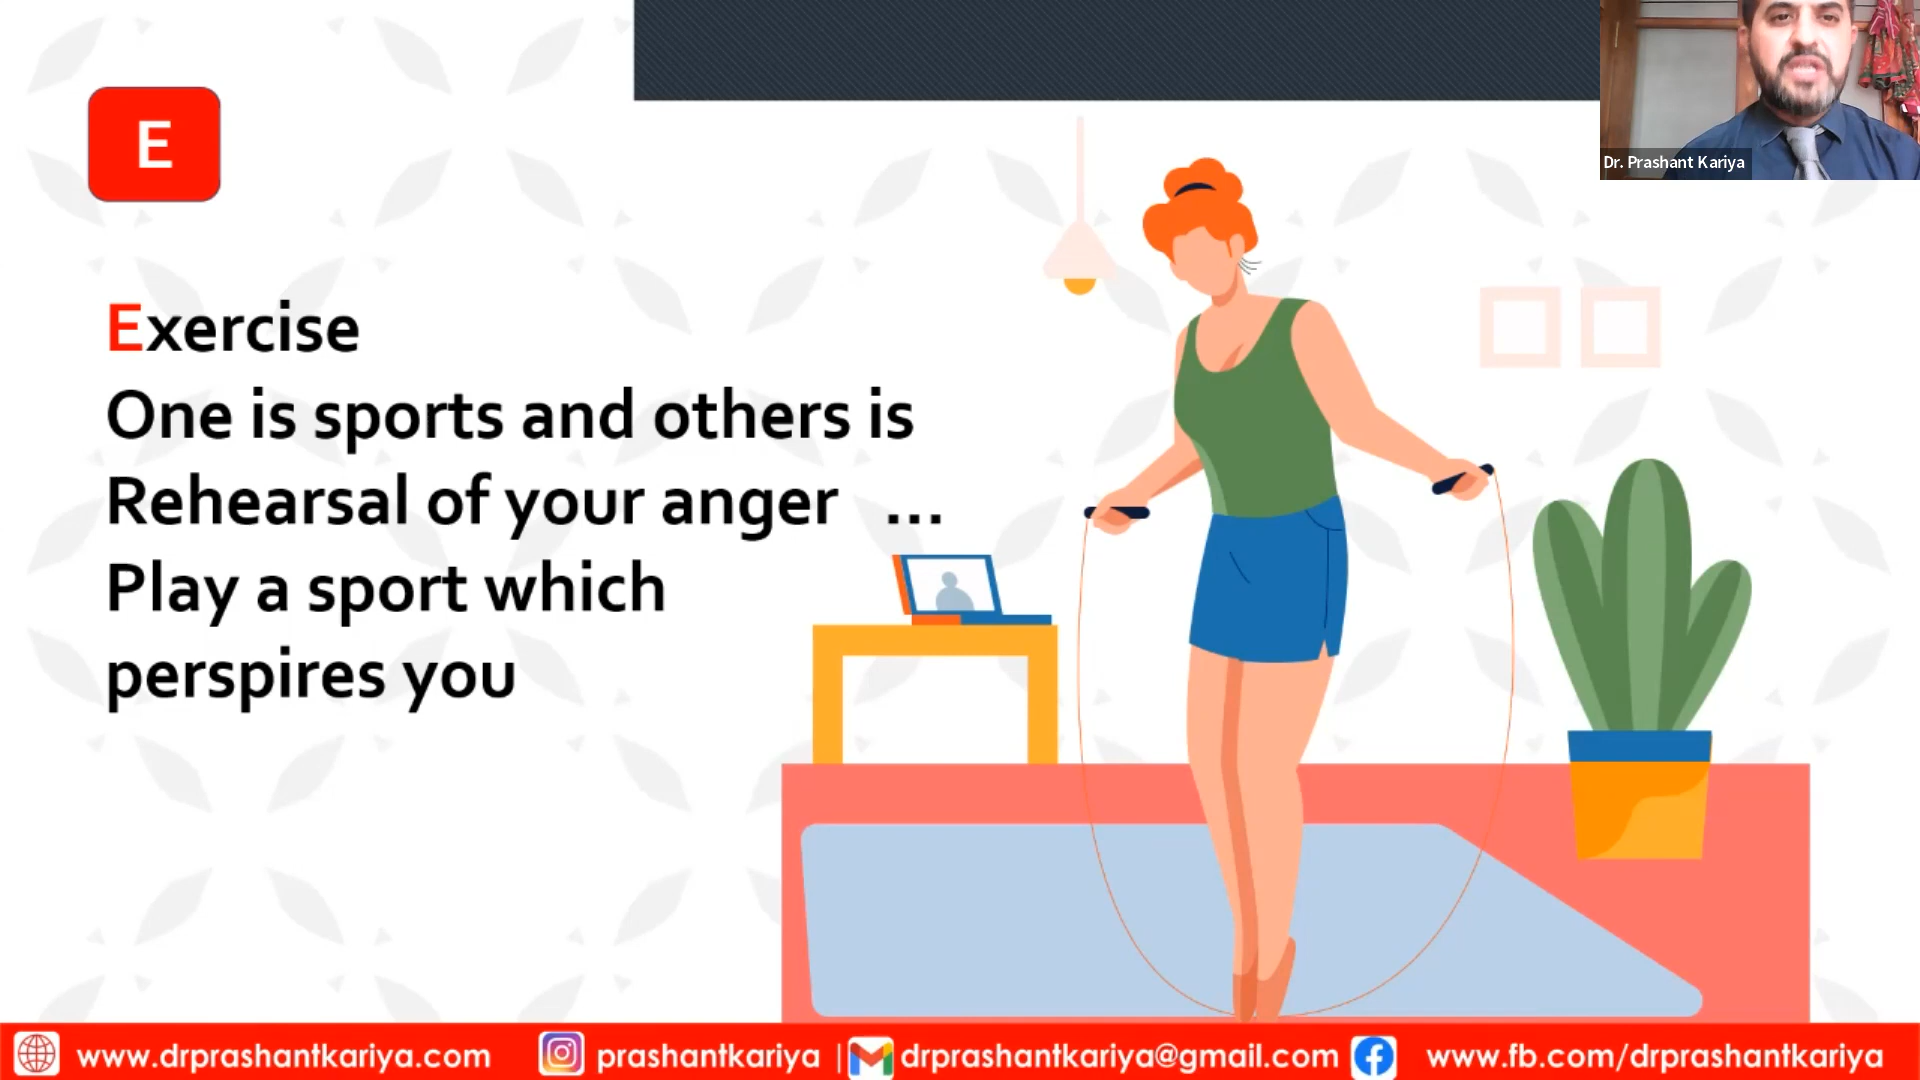 E
Dr. Prashant Kariya
Exercise
One is sports and others is
Rehearsal of your anger ...
Play a sport which
perspires you
www.drprashantkariya.com prashantkariya | drprashantkariya@gmail.com www.fb.com/drprashantkariya